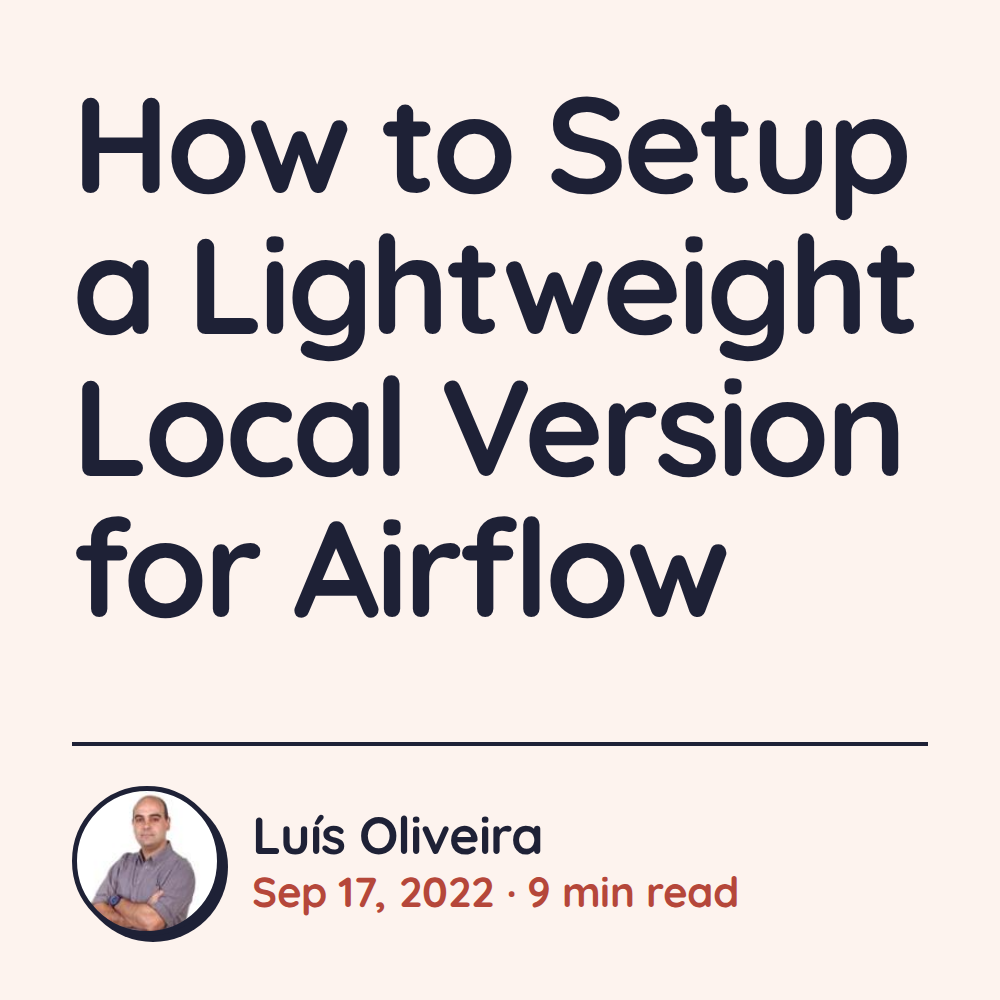 How to Setup
a Lightweight
Local Version
for Airflow
Luís Oliveira
Sep 17, 2022 · 9 min read